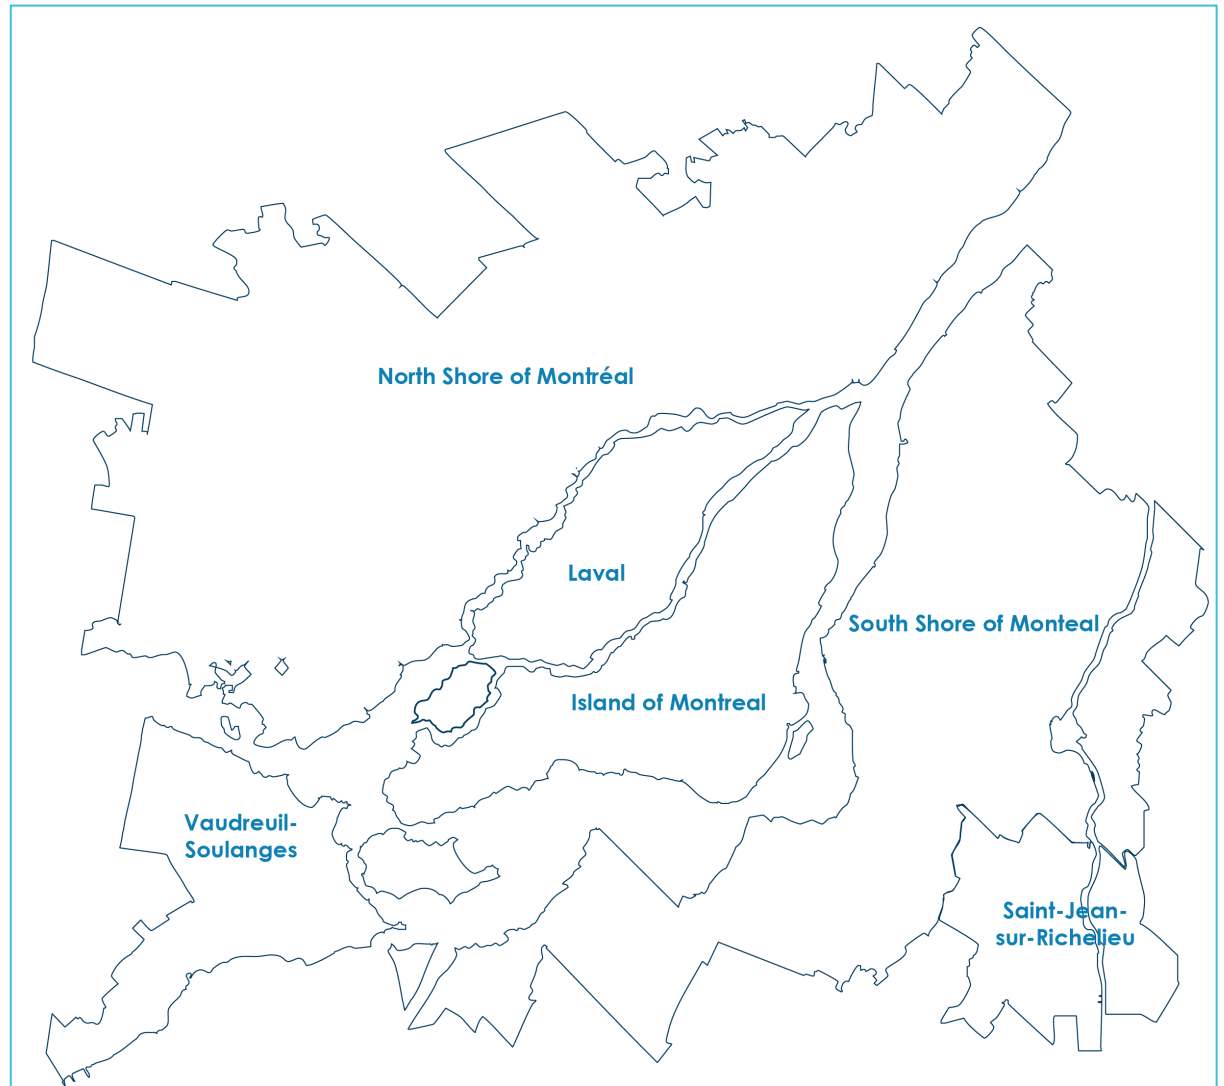 North Shore of Montréal
Laval
South Shore of Monteal
Island of Montreal
Vaudreuil-
Soulanges
Saint-Jean-
sur-Richelieu